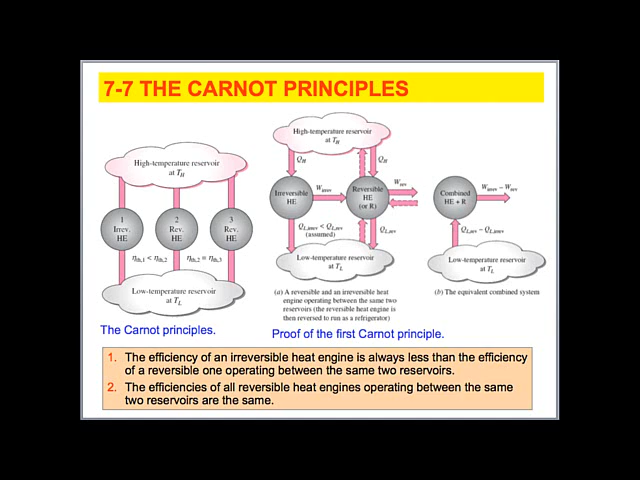 7-7 THE CARNOT PRINCIPLES
High-temperature reservoir
at T_H
1
Irrev.
HE
2
Rev.
HE
3
Rev.
HE
η_th,1 < η_th,2
η_th,2 = η_th,3
Low-temperature reservoir
at T_L
The Carnot principles.
High-temperature reservoir
at T_H
Q_H
Q_H
Irreversible
HE
W_irrev
Reversible
HE
(or R)
W_rev
Q_L,irrev < Q_L,rev
(assumed)
Q_L,rev
Low-temperature reservoir
at T_L
(a) A reversible and an irreversible heat
engine operating between the same two
reservoirs (the reversible heat engine is
then reversed to run as a refrigerator)
Combined
HE + R
W_irrev − W_rev
Q_L,rev − Q_L,irrev
Low-temperature reservoir
at T_L
(b) The equivalent combined system
Proof of the first Carnot principle.
1. The efficiency of an irreversible heat engine is always less than the efficiency
of a reversible one operating between the same two reservoirs.
2. The efficiencies of all reversible heat engines operating between the same
two reservoirs are the same.